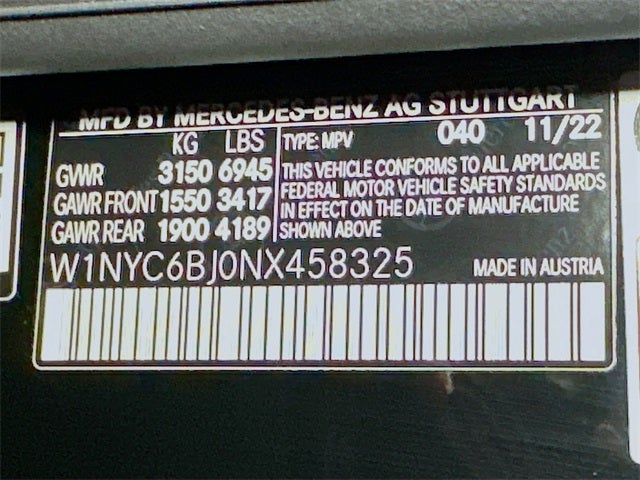 MFD BY MERCEDES-BENZ AG STUTTGART
KG LBS
GVWR 3150 6945
GAWR FRONT 1550 3417
GAWR REAR 1900 4189
TYPE: MPV 040 11/22
THIS VEHICLE CONFORMS TO ALL APPLICABLE
FEDERAL MOTOR VEHICLE SAFETY STANDARDS
IN EFFECT ON THE DATE OF MANUFACTURE
SHOWN ABOVE
W1NYC6BJ0NX458325 MADE IN AUSTRIA